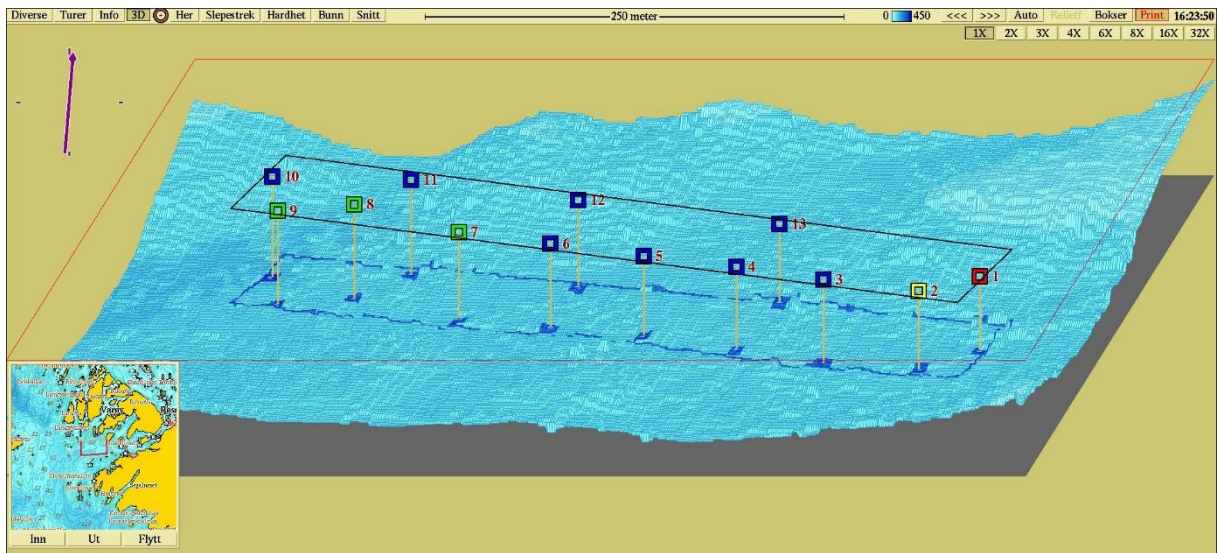 Diverse Turer Info 3D Her Slepestrek Hardhet Bunn Snitt 250 meter 0 450 <<< >>> Auto Relieff Bokser Print 16:23:50
1X 2X 3X 4X 6X 8X 16X 32X
10 11
9 8 12
7 13
6
5
4 1
3 2
Varøy
Segelneset
Inn Ut Flytt